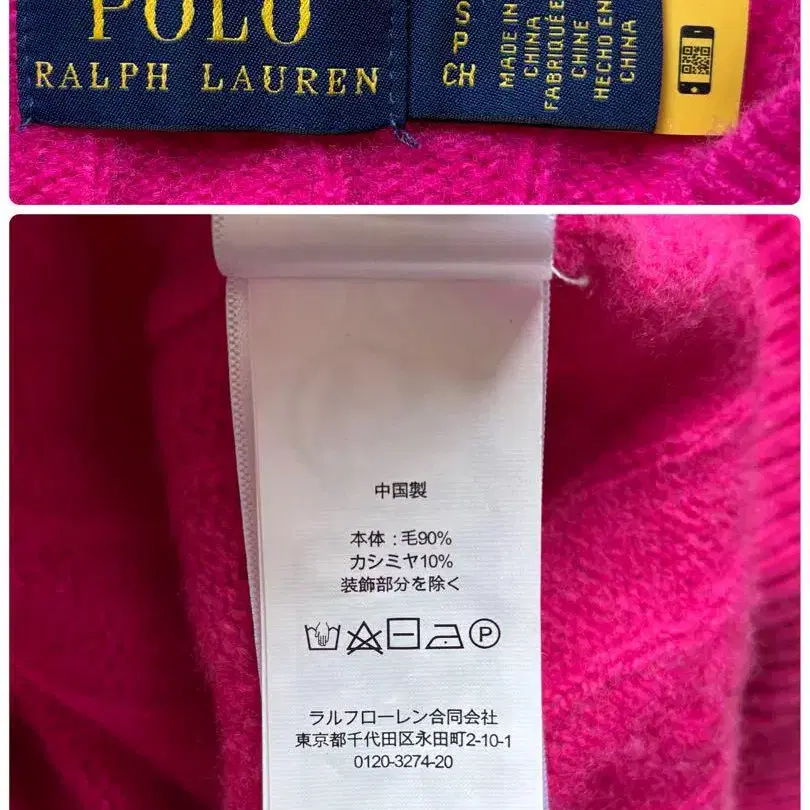 POLO
RALPH LAUREN
S
P
CH
MADE IN
CHINA
FABRIQUÉ EN
CHINE
HECHO EN
CHINA
中国製
本体：毛90%
カシミヤ10%
装飾部分を除く
P
ラルフローレン合同会社
東京都千代田区永田町2-10-1
0120-3274-20